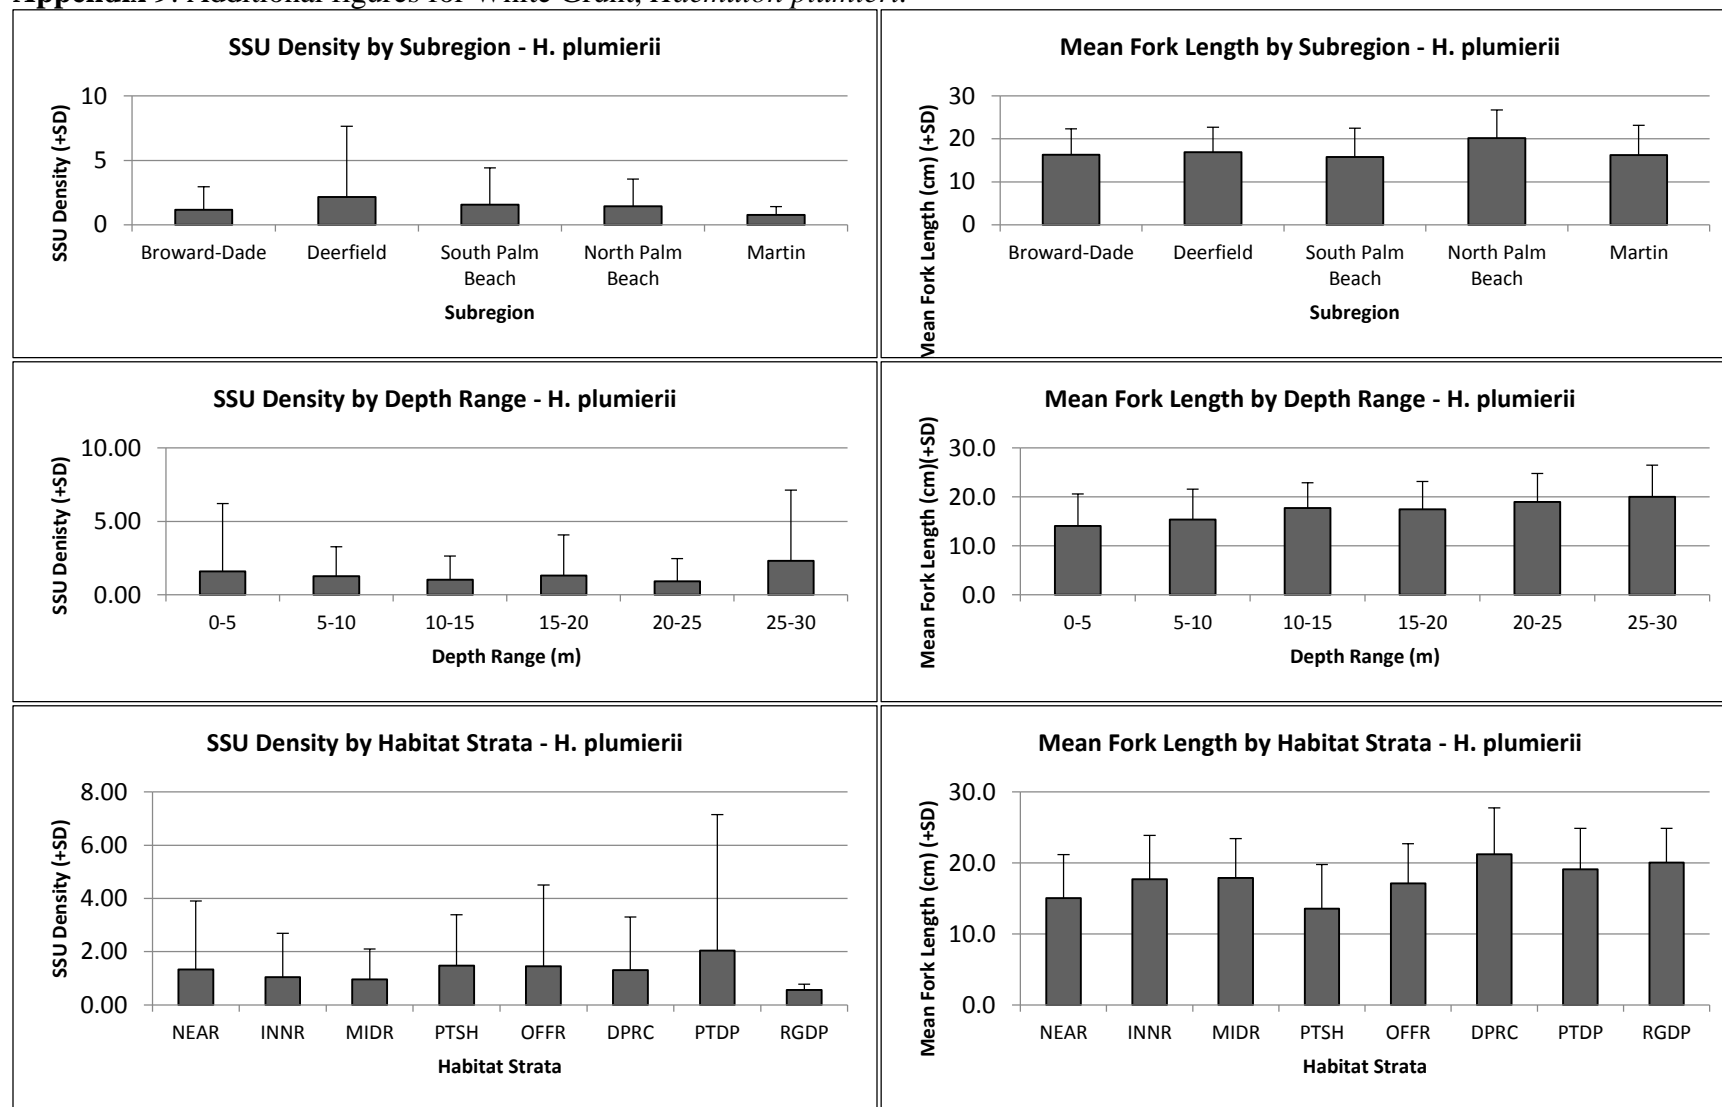 Appendix 9. Additional figures for White Grunt, Haemulon plumieri.
SSU Density by Subregion - H. plumierii
SSU Density (+SD)
10
5
0
Broward-Dade Deerfield South Palm Beach North Palm Beach Martin
Subregion
Mean Fork Length by Subregion - H. plumierii
Mean Fork Length (cm) (+SD)
30
20
10
0
Broward-Dade Deerfield South Palm Beach North Palm Beach Martin
Subregion
SSU Density by Depth Range - H. plumierii
SSU Denisty (+SD)
10.00
5.00
0.00
0-5 5-10 10-15 15-20 20-25 25-30
Depth Range (m)
Mean Fork Length by Depth Range - H. plumierii
Mean Fork Length (cm)(+SD)
30.0
20.0
10.0
0.0
0-5 5-10 10-15 15-20 20-25 25-30
Depth Range (m)
SSU Density by Habitat Strata - H. plumierii
SSU Density (+SD)
8.00
6.00
4.00
2.00
0.00
NEAR INNR MIDR PTSH OFFR DPRC PTDP RGDP
Habitat Strata
Mean Fork Length by Habitat Strata - H. plumierii
Mean Fork Length (cm) (+SD)
30.0
20.0
10.0
0.0
NEAR INNR MIDR PTSH OFFR DPRC PTDP RGDP
Habitat Strata